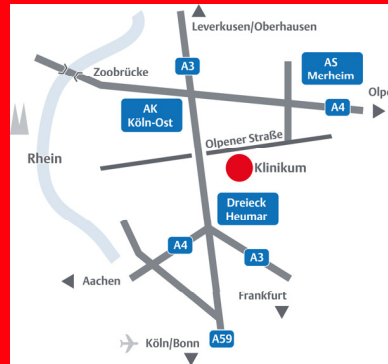 Leverkusen/Oberhausen
A3
AS
Merheim
Zoobrücke
Olpe
A4
AK
Köln-Ost
Olpener Straße
Rhein
Klinikum
Dreieck
Heumar
A4
A3
Aachen
Frankfurt
A59
Köln/Bonn